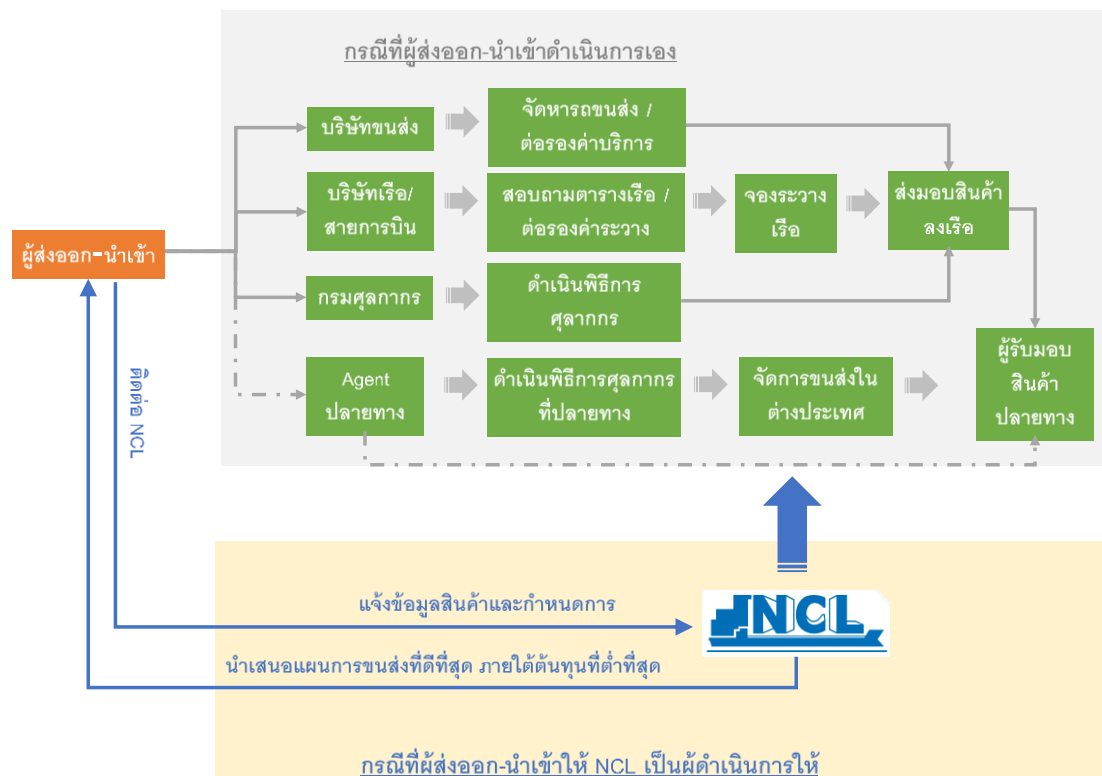 กรณีที่ผู้ส่งออก-นำเข้าดำเนินการเอง
บริษัทขนส่ง
จัดหารถขนส่ง /
ต่อรองค่าบริการ
บริษัทเรือ/
สายการบิน
สอบถามตารางเรือ /
ต่อรองค่าระวาง
จองระวาง
เรือ
ส่งมอบสินค้า
ลงเรือ
ผู้ส่งออก-นำเข้า
กรมศุลกากร
ดำเนินพิธีการ
ศุลากกร
Agent
ปลายทาง
ดำเนินพิธีการศุลกากร
ที่ปลายทาง
จัดการขนส่งใน
ต่างประเทศ
ผู้รับมอบ
สินค้า
ปลายทาง
ติดต่อ NCL
แจ้งข้อมูลสินค้าและกำหนดการ
NCL
นำเสนอแผนการขนส่งที่ดีที่สุด ภายใต้ต้นทุนที่ต่ำที่สุด
กรณีที่ผู้ส่งออก-นำเข้าให้ NCL เป็นผู้ดำเนินการให้